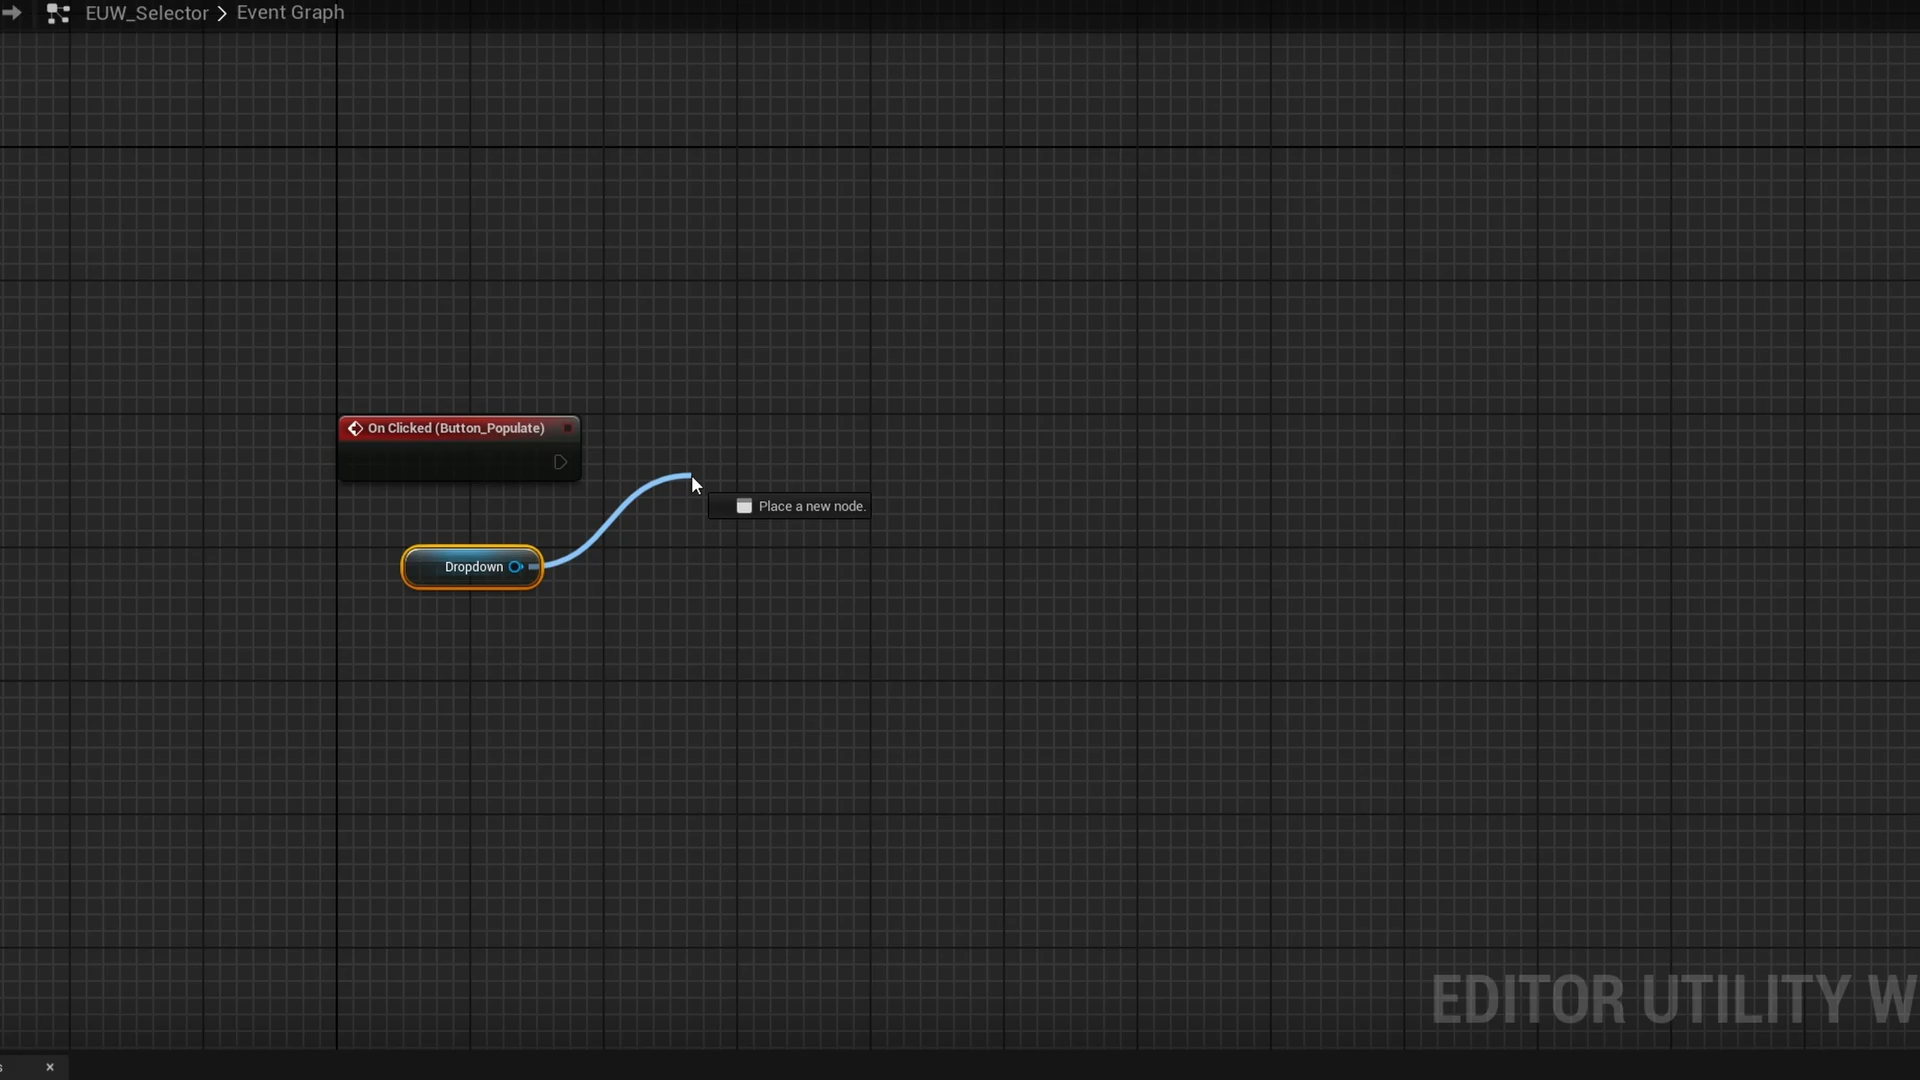 EUW_Selector > Event Graph
On Clicked (Button_Populate)
Place a new node.
Dropdown
EDITOR UTILITY W
s ×